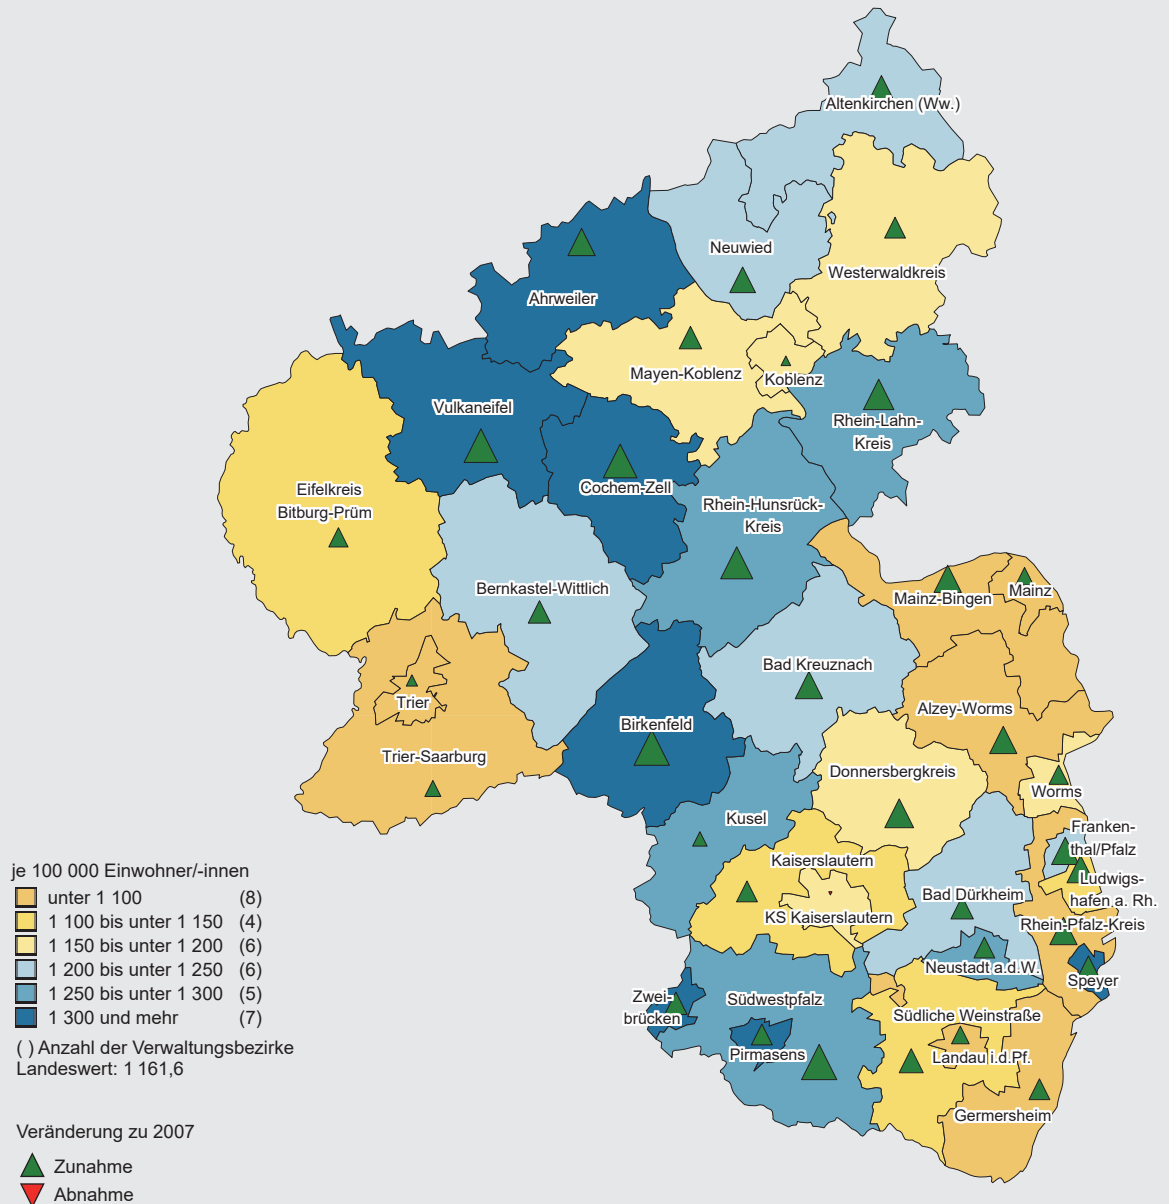 Altenkirchen (Ww.)
Neuwied
Westerwaldkreis
Ahrweiler
Mayen-Koblenz
Koblenz
Vulkaneifel
Rhein-Lahn-
Kreis
Cochem-Zell
Eifelkreis
Bitburg-Prüm
Rhein-Hunsrück-
Kreis
Bernkastel-Wittlich
Mainz-Bingen
Mainz
Bad Kreuznach
Trier
Alzey-Worms
Birkenfeld
Trier-Saarburg
Donnersbergkreis
Worms
Kusel
Franken-
thal/Pfalz
Kaiserslautern
Ludwigs-
hafen a. Rh.
Bad Dürkheim
KS Kaiserslautern
Rhein-Pfalz-Kreis
Neustadt a.d.W.
Speyer
Zwei-
brücken
Südwestpfalz
Südliche Weinstraße
Pirmasens
Landau i.d.Pf.
Germersheim
je 100 000 Einwohner/-innen
unter 1 100 (8)
1 100 bis unter 1 150 (4)
1 150 bis unter 1 200 (6)
1 200 bis unter 1 250 (6)
1 250 bis unter 1 300 (5)
1 300 und mehr (7)
( ) Anzahl der Verwaltungsbezirke
Landeswert: 1 161,6
Veränderung zu 2007
Zunahme
Abnahme